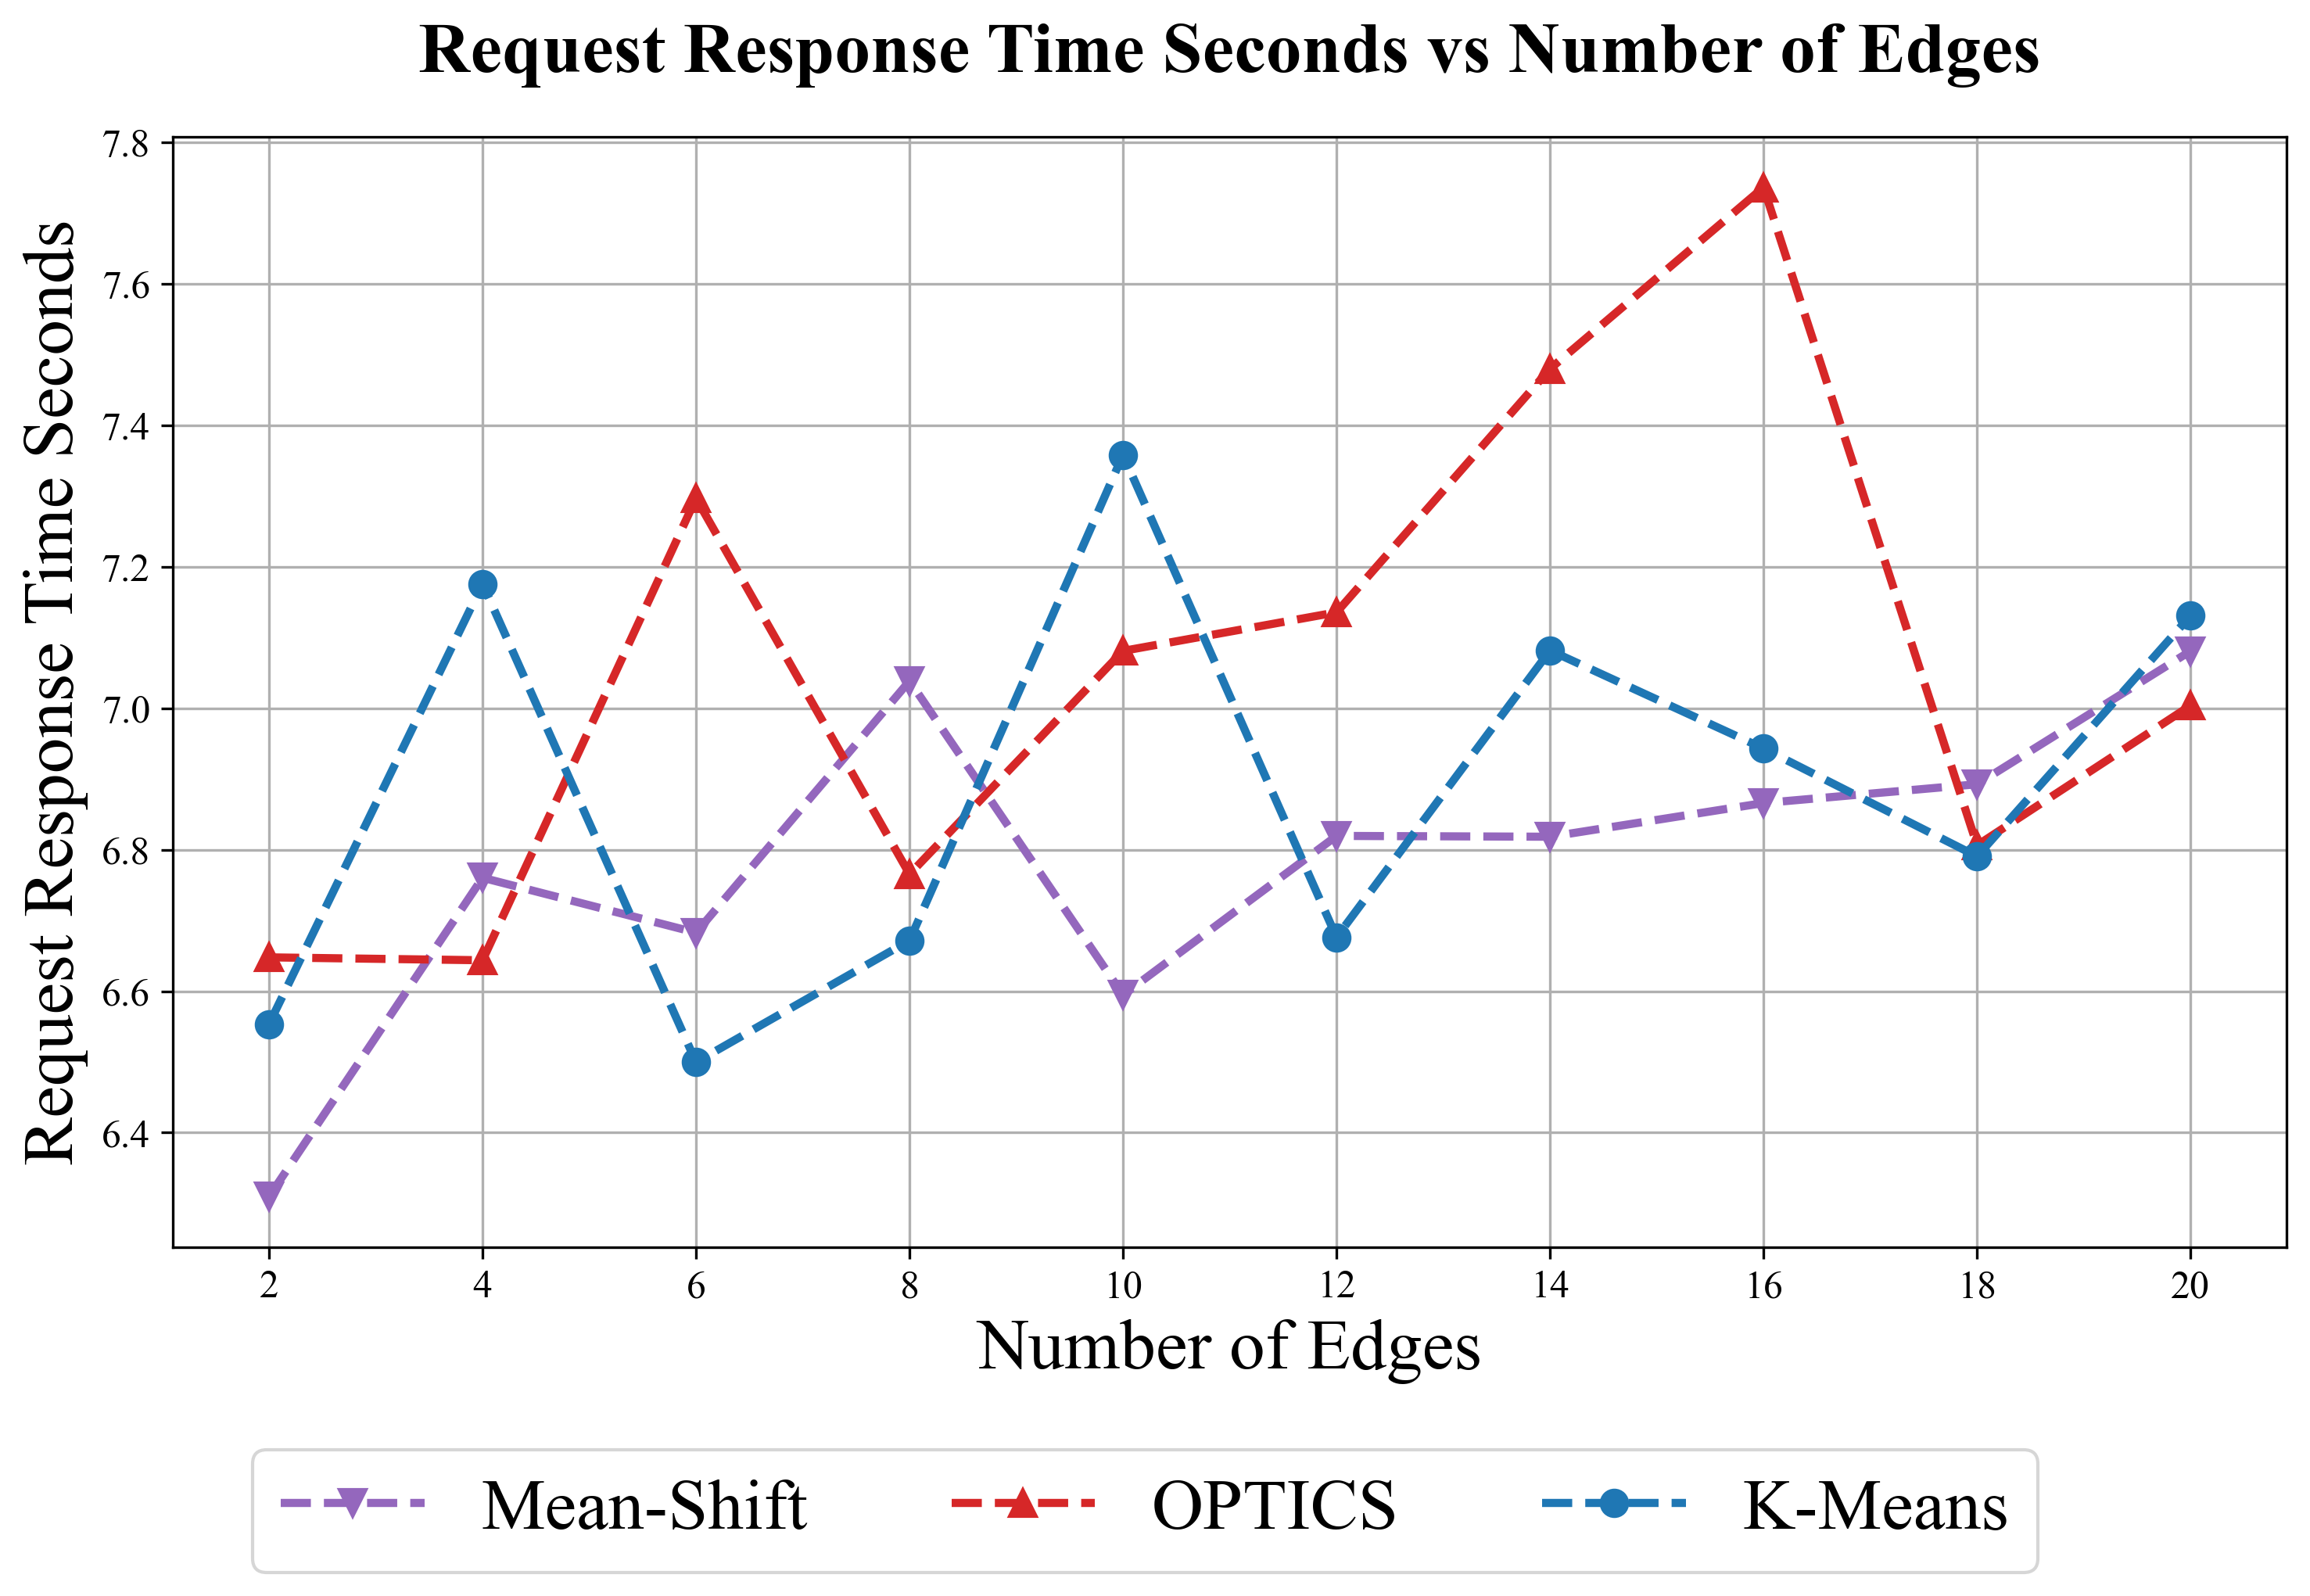 Request Response Time Seconds vs Number of Edges
Request Response Time Seconds
7.8
7.6
7.4
7.2
7.0
6.8
6.6
6.4
2 4 6 8 10 12 14 16 18 20
Number of Edges
Mean-Shift OPTICS K-Means